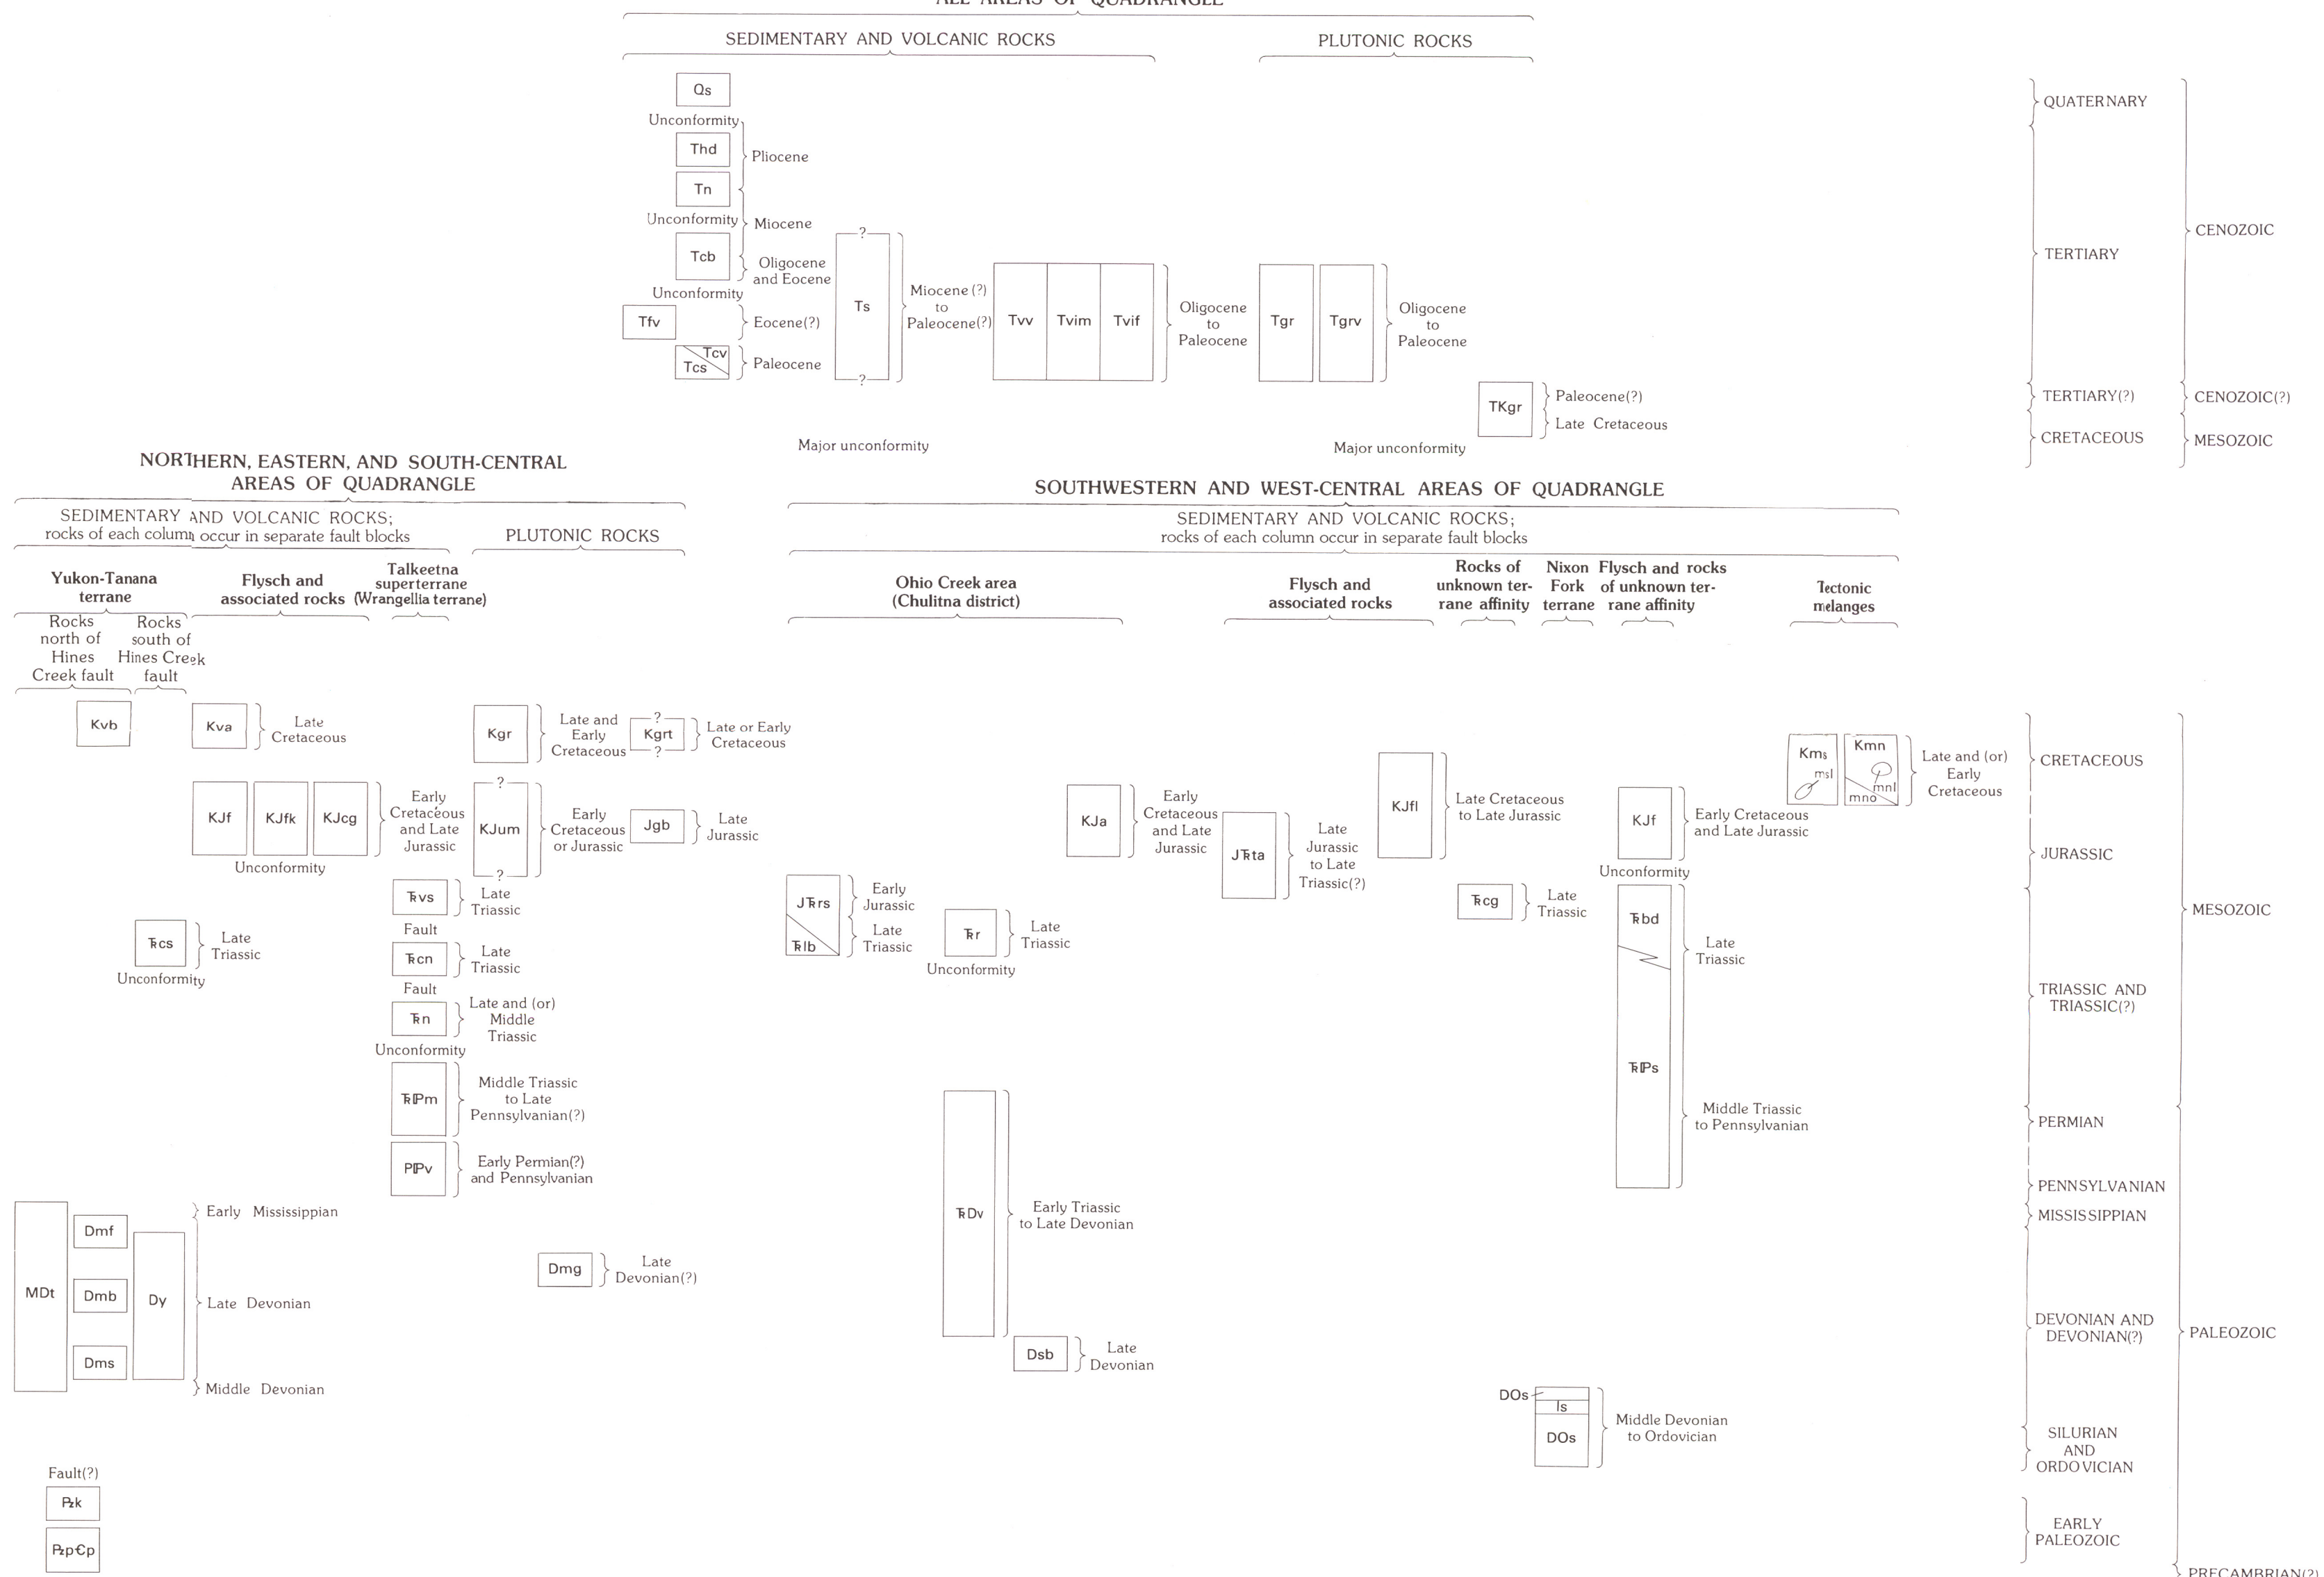 ALL AREAS OF QUADRANGLE
SEDIMENTARY AND VOLCANIC ROCKS
PLUTONIC ROCKS
Qs
Unconformity
Thd
Pliocene
Tn
Unconformity
Miocene
Tcb
Oligocene
and Eocene
Unconformity
Tfv
Eocene(?)
Tcv
Tcs
Paleocene
?
Ts
?
Miocene (?)
to
Paleocene(?)
Tvv
Tvim
Tvif
Oligocene
to
Paleocene
Tgr
Tgrv
Oligocene
to
Paleocene
TKgr
Paleocene(?)
Late Cretaceous
Major unconformity
Major unconformity
QUATERNARY
TERTIARY
CENOZOIC
TERTIARY(?)
CENOZOIC(?)
CRETACEOUS
MESOZOIC
NORTHERN, EASTERN, AND SOUTH-CENTRAL
AREAS OF QUADRANGLE
SEDIMENTARY AND VOLCANIC ROCKS;
rocks of each column occur in separate fault blocks
PLUTONIC ROCKS
Yukon-Tanana
terrane
Flysch and
associated rocks
Talkeetna
superterrane
(Wrangellia terrane)
Rocks
north of
Hines
Creek fault
Rocks
south of
Hines Creek
fault
Kvb
Kva
Late
Cretaceous
KJf
KJfk
KJcg
Early
Cretaceous
and Late
Jurassic
Unconformity
Kgr
Late and
Early
Cretaceous
?
Kgrt
?
Late or Early
Cretaceous
?
KJum
?
Early
Cretaceous
or Jurassic
Jgb
Late
Jurassic
TRvs
Late
Triassic
Fault
TRcs
Late
Triassic
Unconformity
TRcn
Late
Triassic
Fault
TRn
Late and (or)
Middle
Triassic
Unconformity
TRIPm
Middle Triassic
to Late
Pennsylvanian(?)
PIPv
Early Permian(?)
and Pennsylvanian
MDt
Dmf
Dmb
Dms
Dy
Early Mississippian
Late Devonian
Middle Devonian
Dmg
Late
Devonian(?)
Fault(?)
Pzk
PzpЄp
SOUTHWESTERN AND WEST-CENTRAL AREAS OF QUADRANGLE
SEDIMENTARY AND VOLCANIC ROCKS;
rocks of each column occur in separate fault blocks
Ohio Creek area
(Chulitna district)
Flysch and
associated rocks
Rocks of
unknown ter-
rane affinity
Nixon
Fork
terrane
Flysch and rocks
of unknown ter-
rane affinity
Tectonic
melanges
JTRrs
TRlb
Early
Jurassic
Late
Triassic
TRr
Late
Triassic
Unconformity
KJa
Early
Cretaceous
and Late
Jurassic
JTRta
Late
Jurassic
to Late
Triassic(?)
KJfl
Late Cretaceous
to Late Jurassic
TRcg
Late
Triassic
KJf
Early Cretaceous
and Late Jurassic
Unconformity
TRbd
Late
Triassic
TRIPs
Middle Triassic
to Pennsylvanian
Kms
msl
Kmn
mnl
mno
Late and (or)
Early
Cretaceous
TRDv
Early Triassic
to Late Devonian
Dsb
Late
Devonian
DOs
ls
DOs
Middle Devonian
to Ordovician
CRETACEOUS
JURASSIC
MESOZOIC
TRIASSIC AND
TRIASSIC(?)
PERMIAN
PENNSYLVANIAN
MISSISSIPPIAN
DEVONIAN AND
DEVONIAN(?)
PALEOZOIC
SILURIAN
AND
ORDOVICIAN
EARLY
PALEOZOIC
PRECAMBRIAN(?)